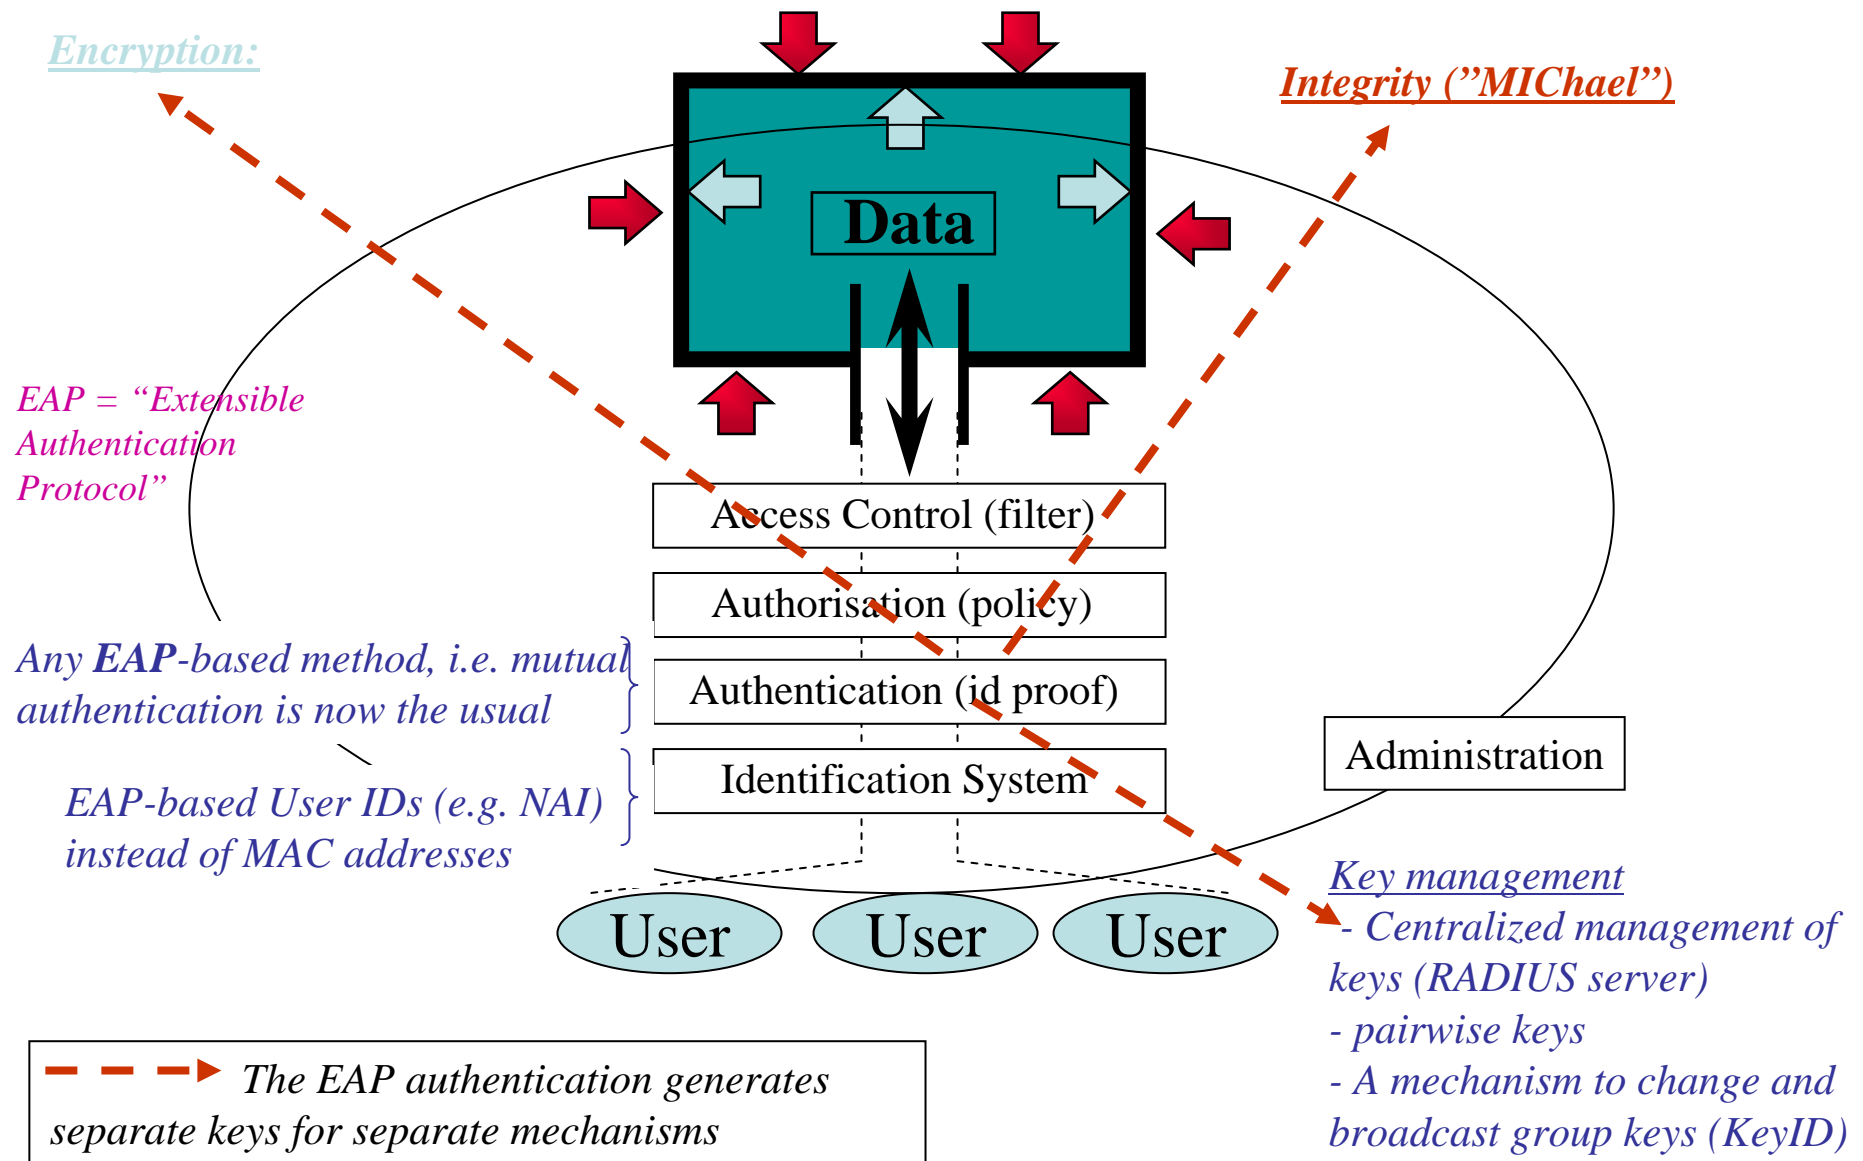 Encryption:
Integrity (”MIChael”)
Data
EAP = “Extensible
Authentication
Protocol”
Access Control (filter)
Authorisation (policy)
Any EAP-based method, i.e. mutual
authentication is now the usual
Authentication (id proof)
Identification System
Administration
EAP-based User IDs (e.g. NAI)
instead of MAC addresses
User
User
User
Key management
- Centralized management of
keys (RADIUS server)
- pairwise keys
- A mechanism to change and
broadcast group keys (KeyID)
The EAP authentication generates
separate keys for separate mechanisms